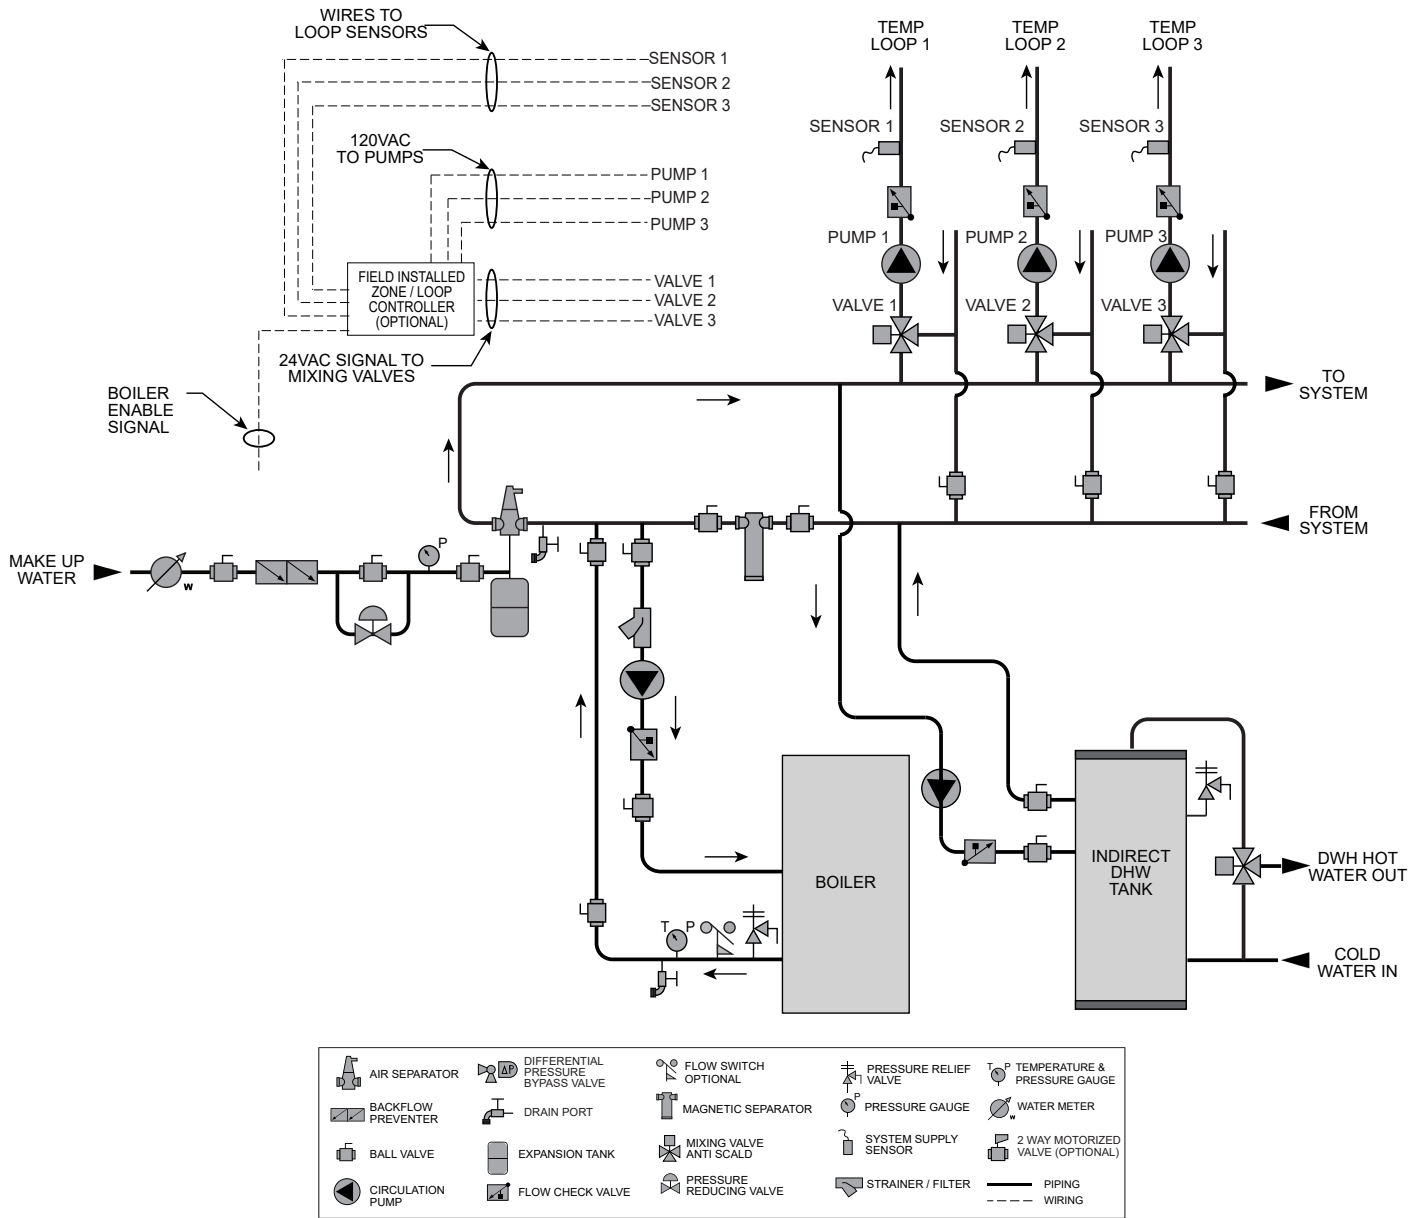 WIRES TO
LOOP SENSORS
SENSOR 1
SENSOR 2
SENSOR 3
120VAC
TO PUMPS
PUMP 1
PUMP 2
PUMP 3
FIELD INSTALLED
ZONE / LOOP
CONTROLLER
(OPTIONAL)
VALVE 1
VALVE 2
VALVE 3
24VAC SIGNAL TO
MIXING VALVES
BOILER
ENABLE
SIGNAL
TEMP
LOOP 1
TEMP
LOOP 2
TEMP
LOOP 3
SENSOR 1
SENSOR 2
SENSOR 3
PUMP 1
PUMP 2
PUMP 3
VALVE 1
VALVE 2
VALVE 3
TO
SYSTEM
FROM
SYSTEM
MAKE UP
WATER
W
P
BOILER
T
P
INDIRECT
DHW
TANK
DWH HOT
WATER OUT
COLD
WATER IN
AIR SEPARATOR
BACKFLOW
PREVENTER
BALL VALVE
CIRCULATION
PUMP
ΔP
DIFFERENTIAL
PRESSURE
BYPASS VALVE
DRAIN PORT
EXPANSION TANK
FLOW CHECK VALVE
FLOW SWITCH
OPTIONAL
MAGNETIC SEPARATOR
MIXING VALVE
ANTI SCALD
PRESSURE
REDUCING VALVE
PRESSURE RELIEF
VALVE
P
PRESSURE GAUGE
SYSTEM SUPPLY
SENSOR
STRAINER / FILTER
T
P
TEMPERATURE &
PRESSURE GAUGE
W
WATER METER
2 WAY MOTORIZED
VALVE (OPTIONAL)
PIPING
WIRING